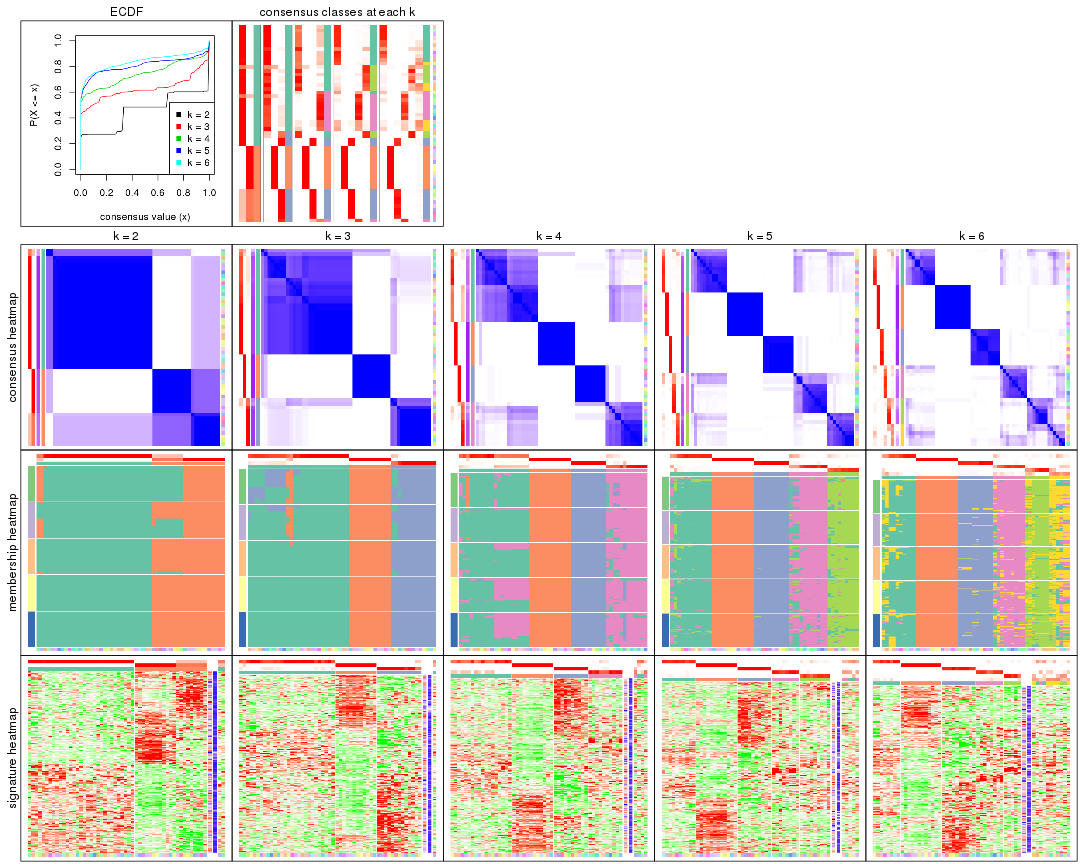 ECDF
consensus classes at each k
P(X <= x)
0.0 0.2 0.4 0.6 0.8 1.0
k = 2
k = 3
k = 4
k = 5
k = 6
0.0 0.2 0.4 0.6 0.8 1.0
consensus value (x)
k = 2 k = 3 k = 4 k = 5 k = 6
consensus heatmap
membership heatmap
signature heatmap